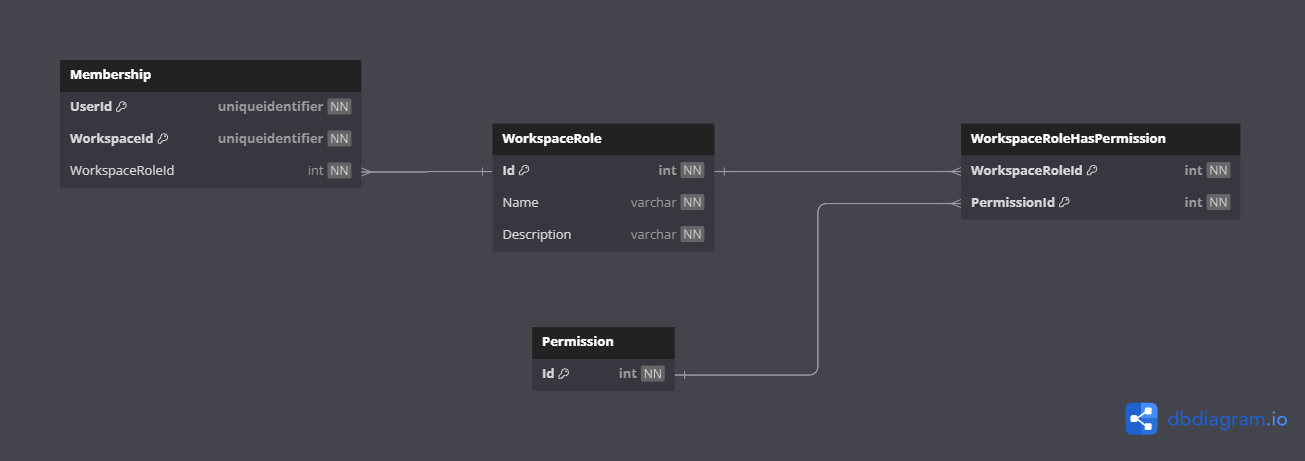 Membership
UserId uniqueidentifier NN
WorkspaceId uniqueidentifier NN
WorkspaceRoleId int NN
WorkspaceRole
Id int NN
Name varchar NN
Description varchar NN
WorkspaceRoleHasPermission
WorkspaceRoleId int NN
PermissionId int NN
Permission
Id int NN
dbdiagram.io